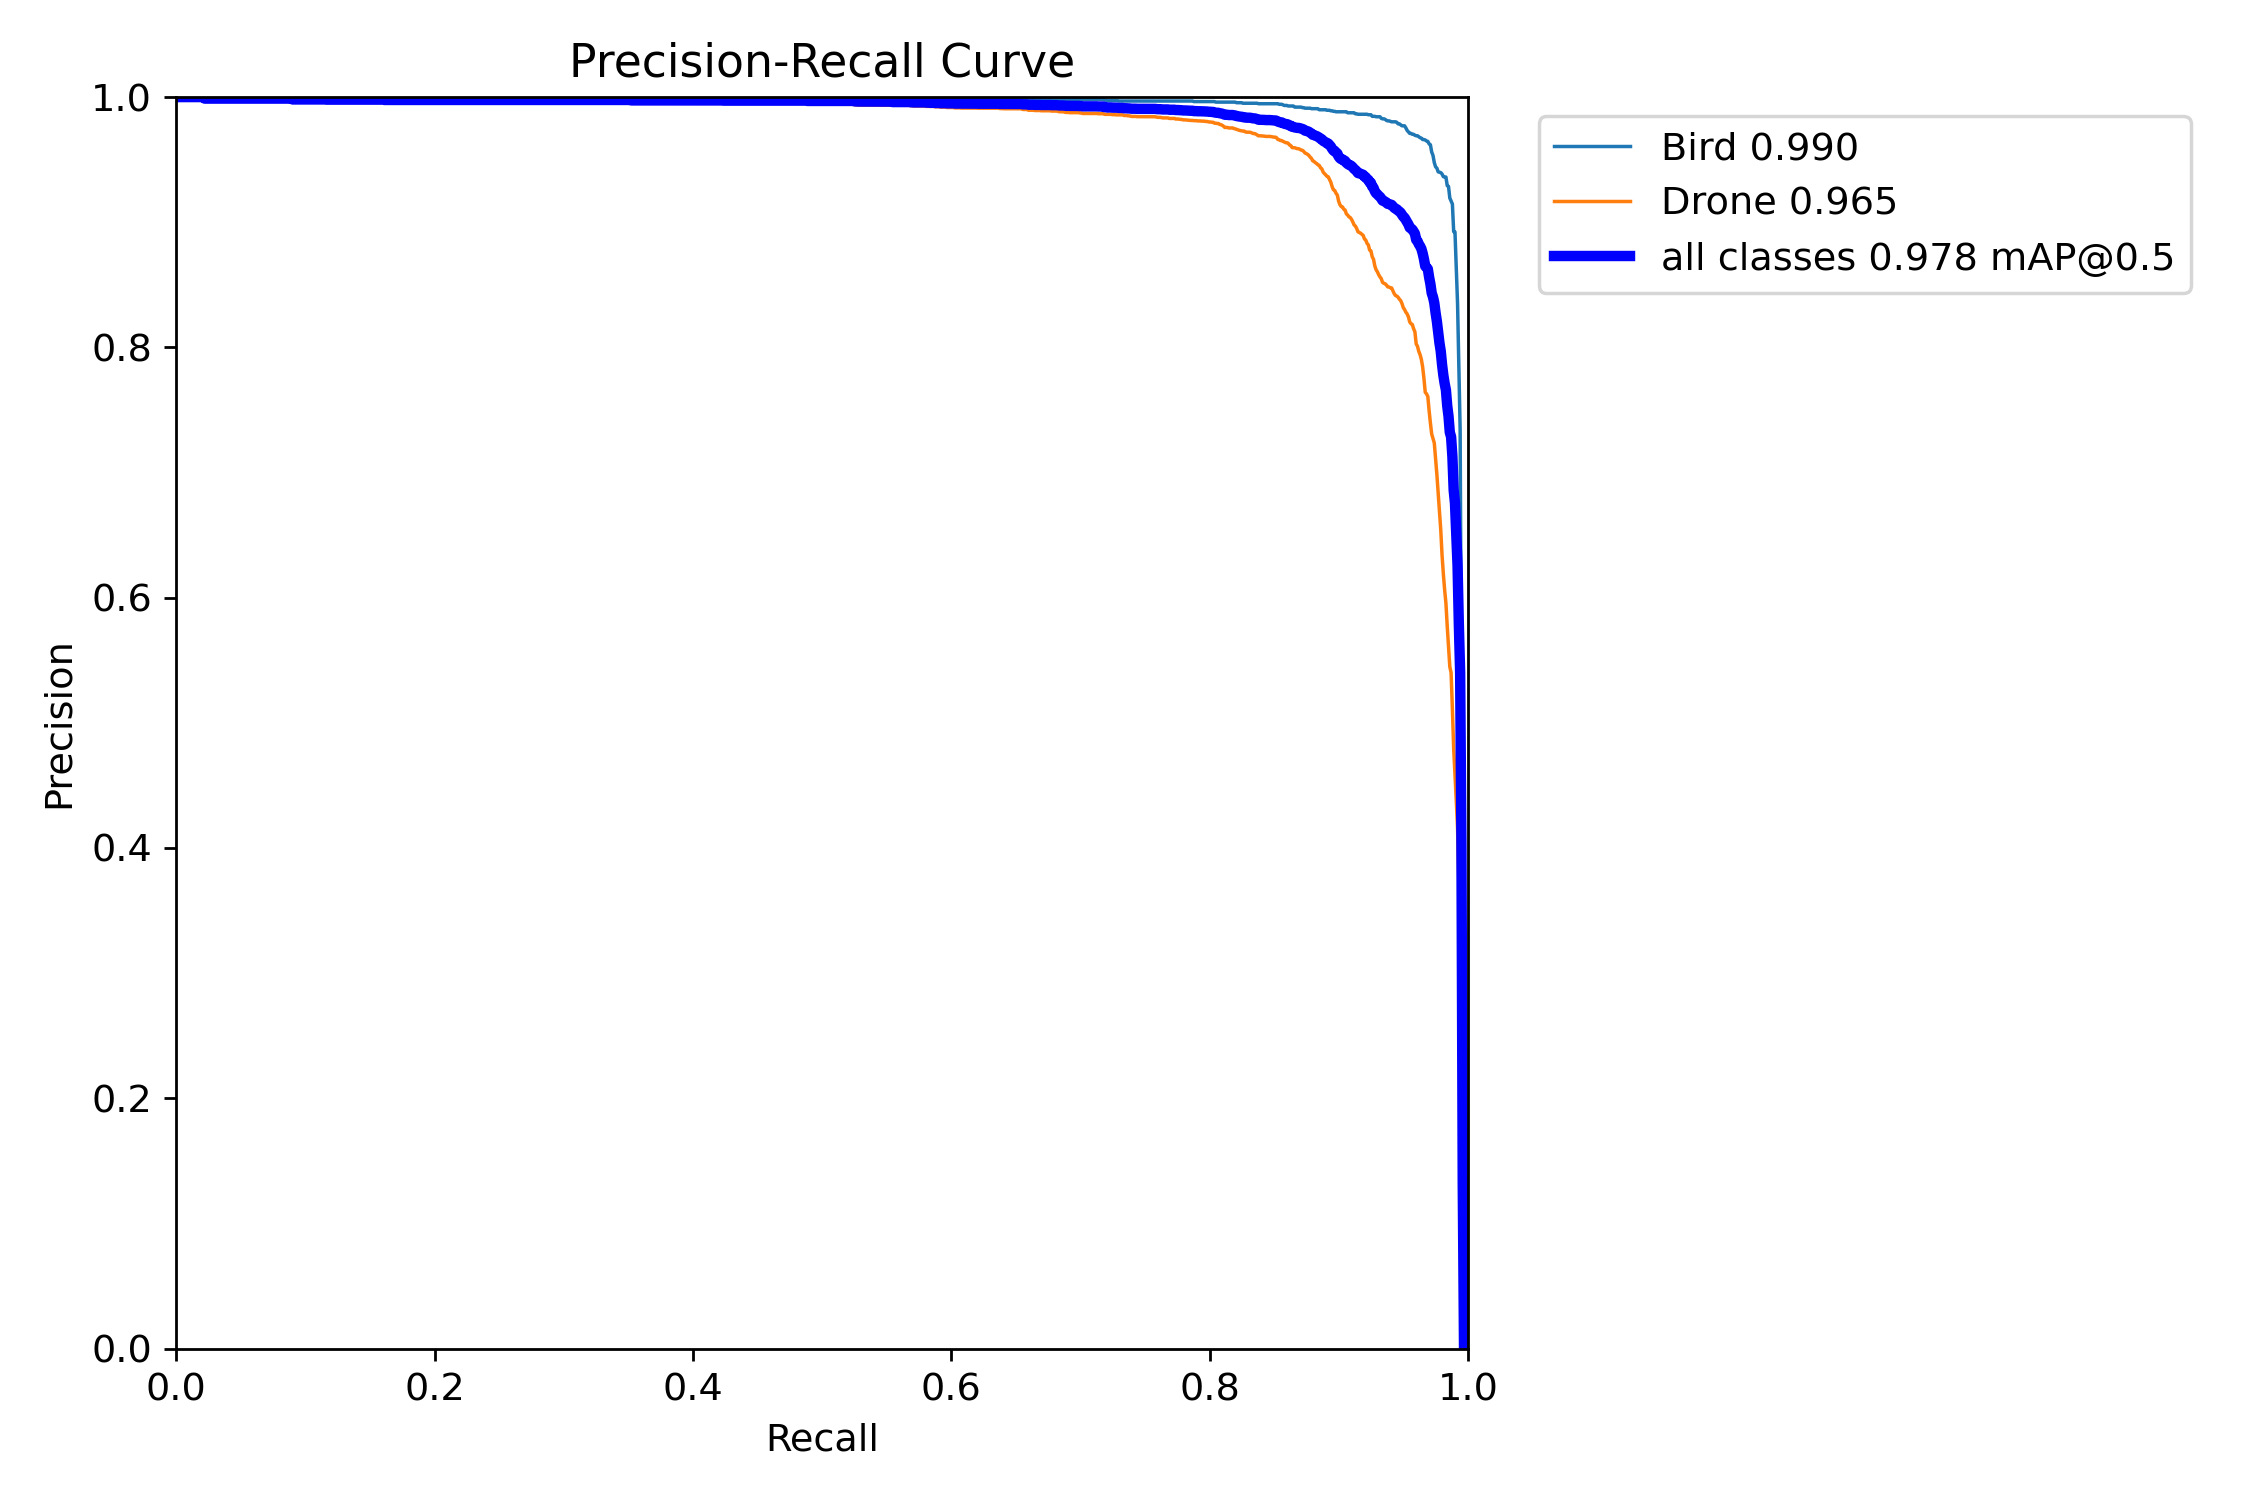 Precision-Recall Curve
1.0
0.8
0.6
0.4
0.2
0.0
Precision
0.0 0.2 0.4 0.6 0.8 1.0
Recall
Bird 0.990
Drone 0.965
all classes 0.978 mAP@0.5